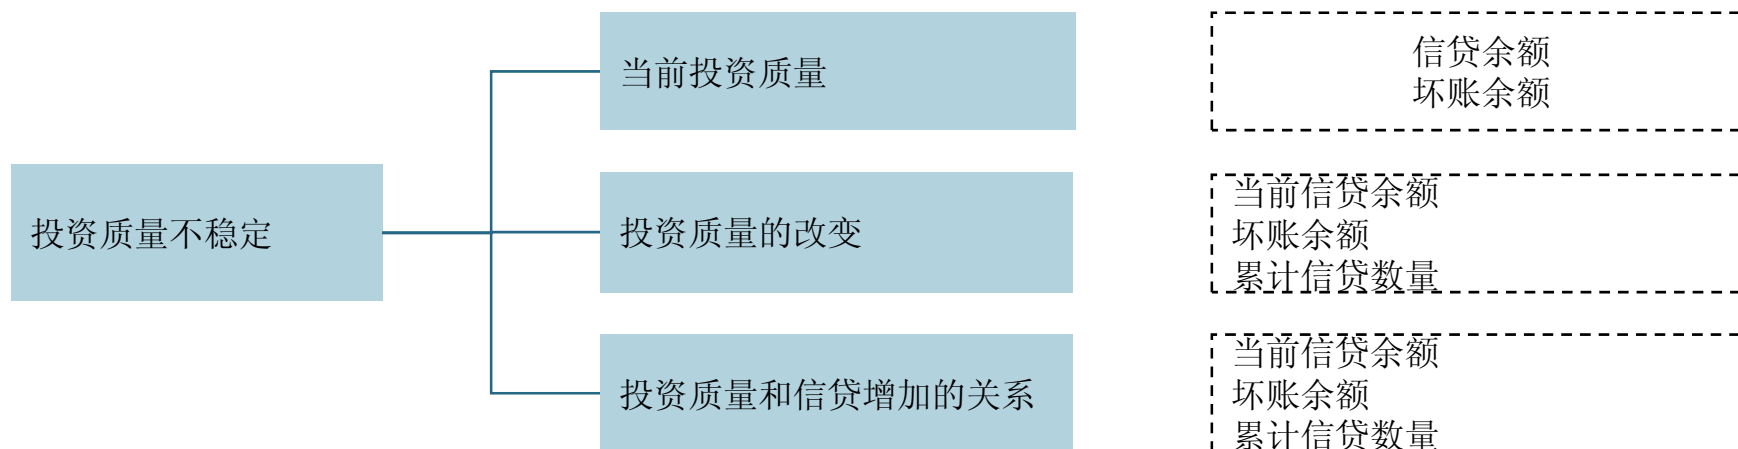 当前投资质量
信贷余额
坏账余额
投资质量不稳定
投资质量的改变
当前信贷余额
坏账余额
累计信贷数量
投资质量和信贷增加的关系
当前信贷余额
坏账余额
累计信贷数量